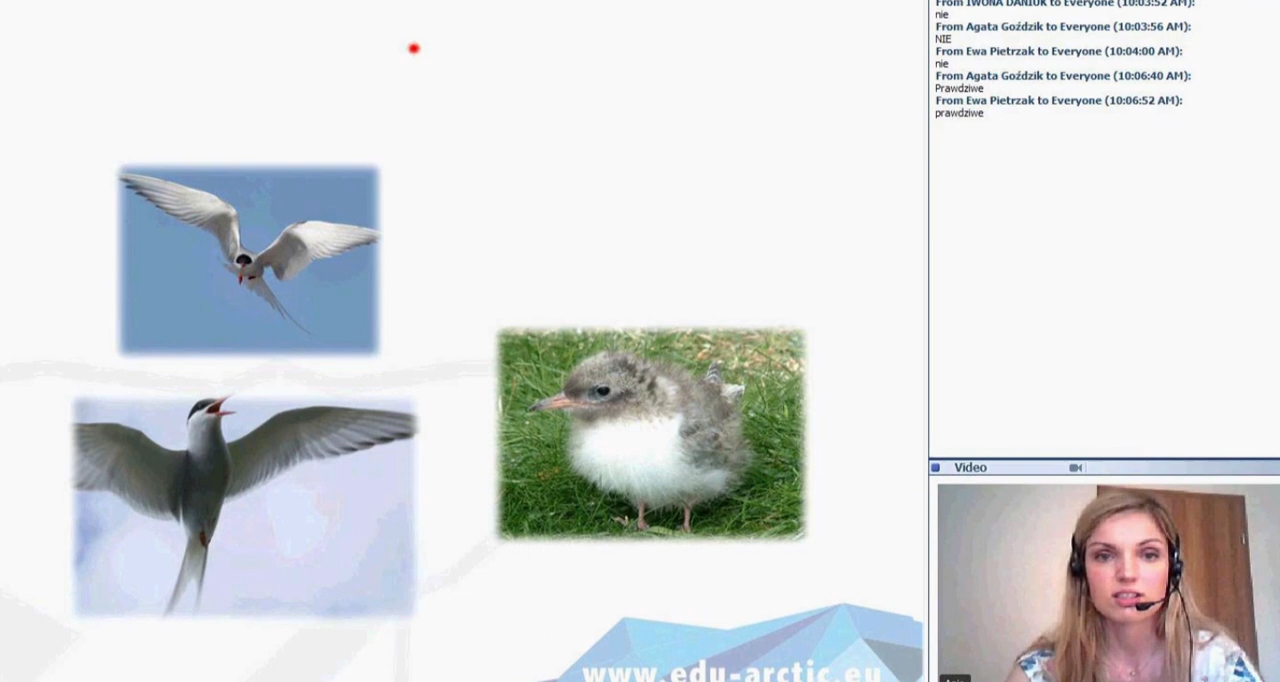 From IWONA DANIUK to Everyone (10:03:52 AM):
nie
From Agata Goździk to Everyone (10:03:56 AM):
NIE
From Ewa Pietrzak to Everyone (10:04:00 AM):
nie
From Agata Goździk to Everyone (10:06:40 AM):
Prawdziwe
From Ewa Pietrzak to Everyone (10:06:52 AM):
prawdziwe
Video
www.edu-arctic.eu